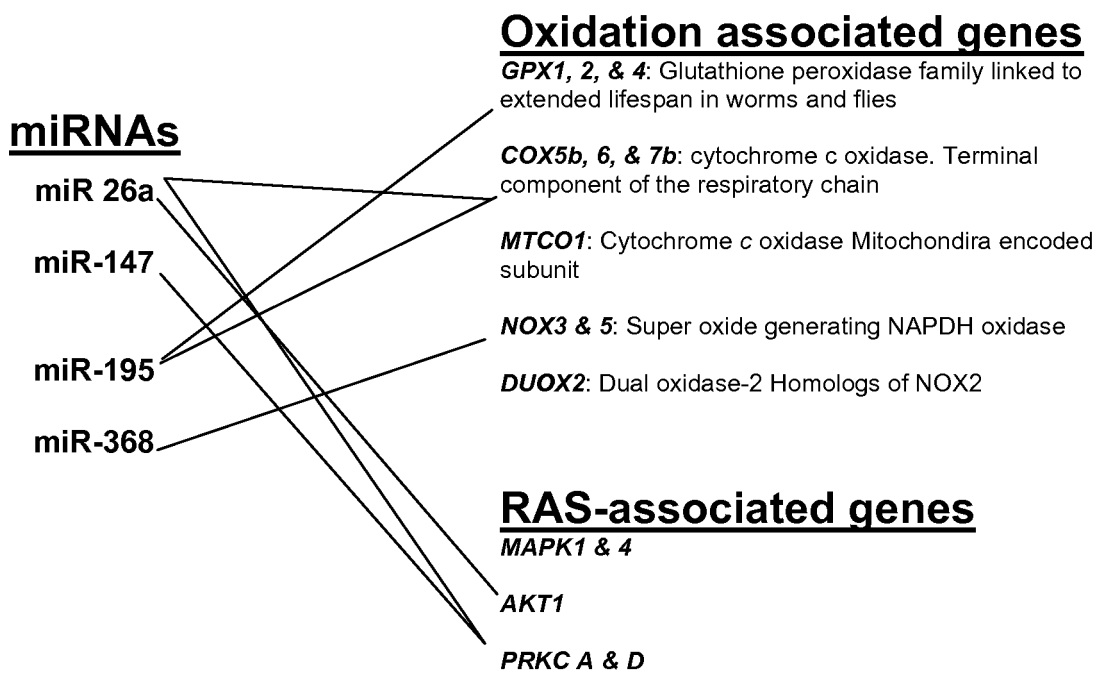 miRNAs
miR 26a
miR-147
miR-195
miR-368
Oxidation associated genes
GPX1, 2, & 4: Glutathione peroxidase family linked to
extended lifespan in worms and flies
COX5b, 6, & 7b: cytochrome c oxidase. Terminal
component of the respiratory chain
MTCO1: Cytochrome c oxidase Mitochondira encoded
subunit
NOX3 & 5: Super oxide generating NAPDH oxidase
DUOX2: Dual oxidase-2 Homologs of NOX2
RAS-associated genes
MAPK1 & 4
AKT1
PRKC A & D